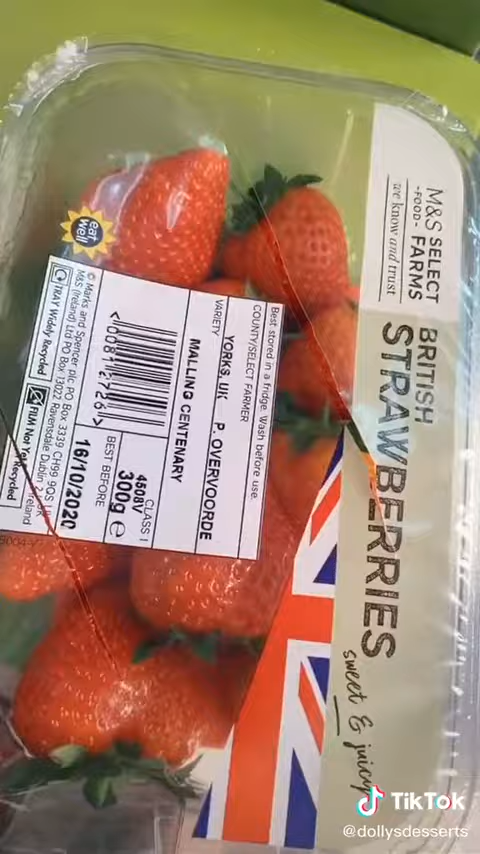 M&S SELECT
-FOOD- FARMS
we know and trust
BRITISH
STRAWBERRIES
sweet & juicy
eat
well
Best stored in a fridge. Wash before use.
COUNTY/SELECT FARMER
YORKS, UK P. OVERVOORDE
VARIETY
MALLING CENTENARY
CLASS I
4608V
300g e
BEST BEFORE
16/10/2020
© Marks and Spencer plc PO Box 3339 CH99 9QS
M&S (Ireland) Ltd PO Box 73022 Ravensdale Dublin
Ireland
TRAY Widely Recycled
FILM Not Yet Recycled
TikTok
@dollysdesserts